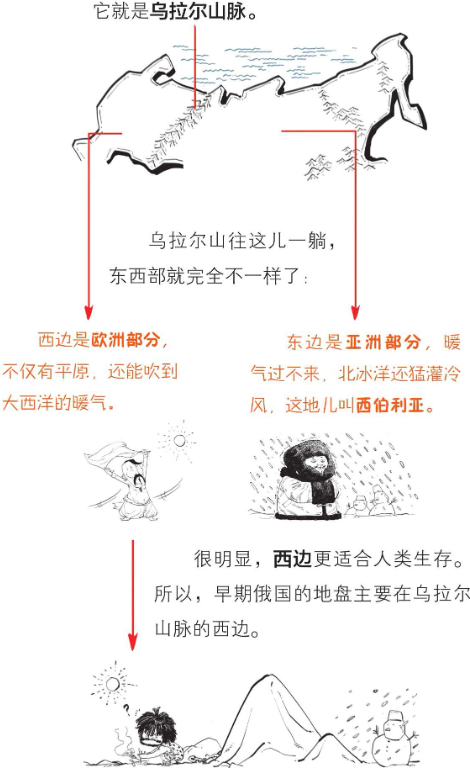 它就是乌拉尔山脉。
乌拉尔山往这儿一躺，
东西部就完全不一样了：
西边是欧洲部分，
不仅有平原，还能吹到
大西洋的暖气。
东边是亚洲部分，暖
气过不来，北冰洋还猛灌冷
风，这地儿叫西伯利亚。
很明显，西边更适合人类生存。
所以，早期俄国的地盘主要在乌拉尔
山脉的西边。
?
?